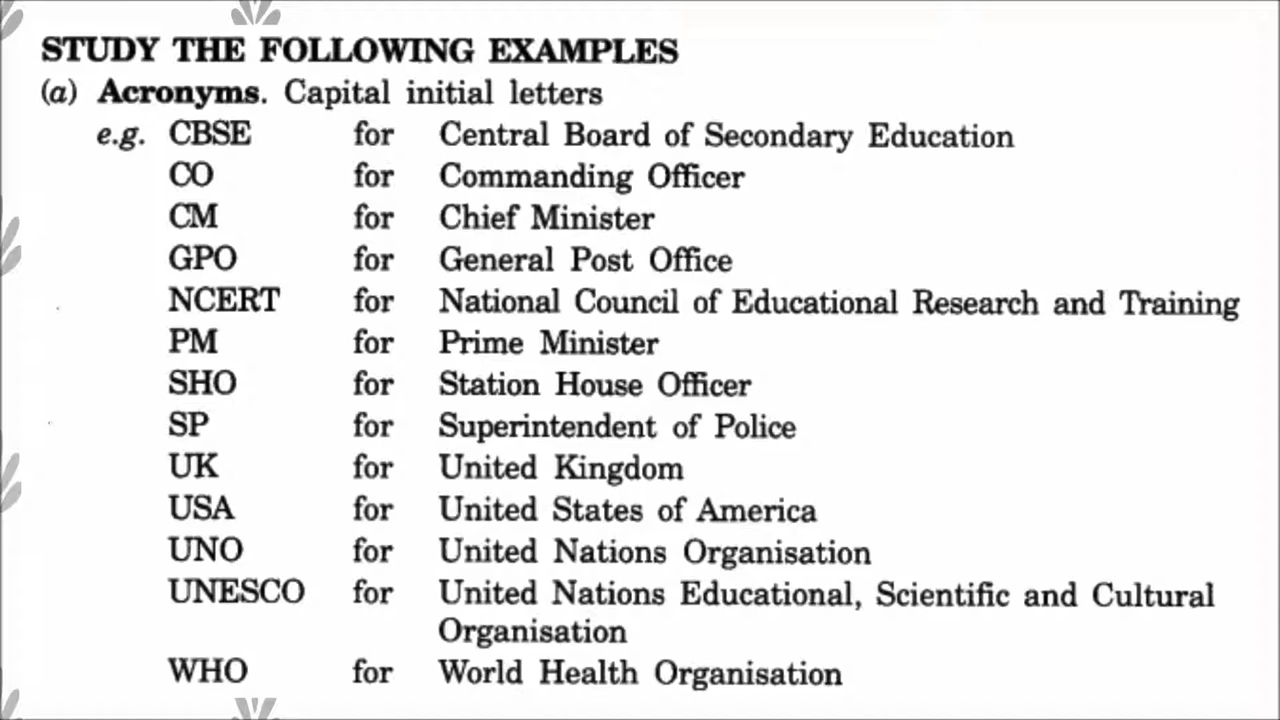 STUDY THE FOLLOWING EXAMPLES
(a) Acronyms. Capital initial letters
e.g. CBSE for Central Board of Secondary Education
CO for Commanding Officer
CM for Chief Minister
GPO for General Post Office
NCERT for National Council of Educational Research and Training
PM for Prime Minister
SHO for Station House Officer
SP for Superintendent of Police
UK for United Kingdom
USA for United States of America
UNO for United Nations Organisation
UNESCO for United Nations Educational, Scientific and Cultural
Organisation
WHO for World Health Organisation